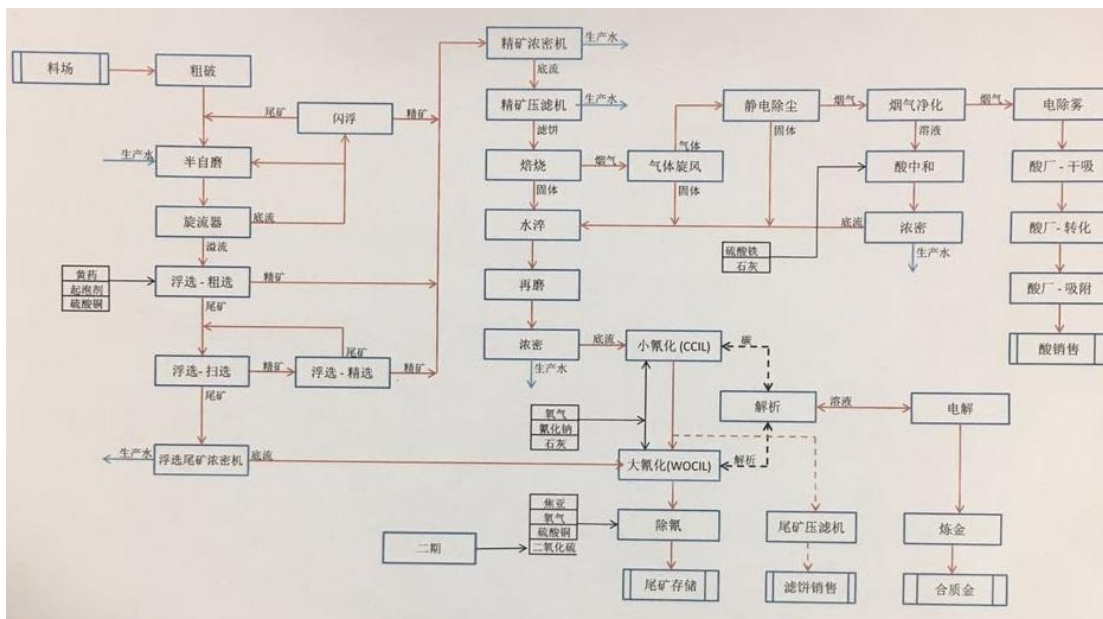 精矿浓密机
生产水
料场
粗破
底流
尾矿
闪浮
精矿
精矿压滤机
生产水
静电除尘
烟气
烟气净化
烟气
电除雾
生产水
半自磨
滤饼
气体
固体
溶液
焙烧
烟气
气体旋风
酸中和
酸厂 - 干吸
旋流器
底流
固体
固体
溢流
水淬
底流
浓密
酸厂-转化
黄药
起泡剂
硫酸铜
浮选 - 粗选
精矿
硫酸铁
石灰
生产水
尾矿
再磨
酸厂 -吸附
尾矿
浓密
底流
小氰化 (CCIL)
碳
酸销售
浮选- 扫选
精矿
浮选 - 精选
精矿
生产水
尾矿
氧气
氰化钠
石灰
解析
溶液
电解
生产水
浮选尾矿浓密机
底流
大氰化(WOCIL)
解析
焦亚
氧气
硫酸铜
二氧化硫
二期
除氰
尾矿压滤机
炼金
尾矿存储
滤饼销售
合质金